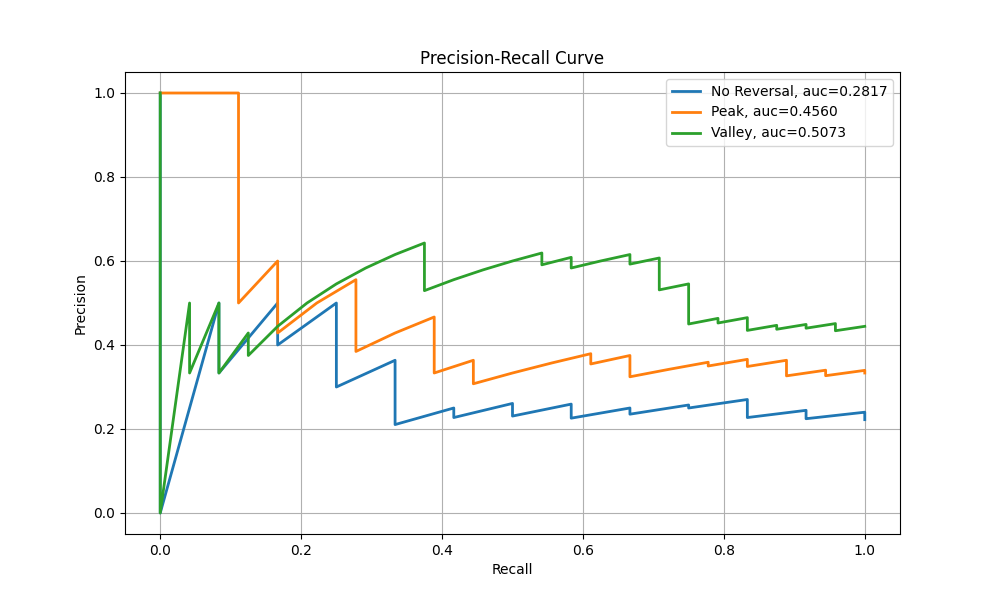 Precision-Recall Curve
No Reversal, auc=0.2817
Peak, auc=0.4560
Valley, auc=0.5073
Precision
1.0
0.8
0.6
0.4
0.2
0.0
0.0 0.2 0.4 0.6 0.8 1.0
Recall